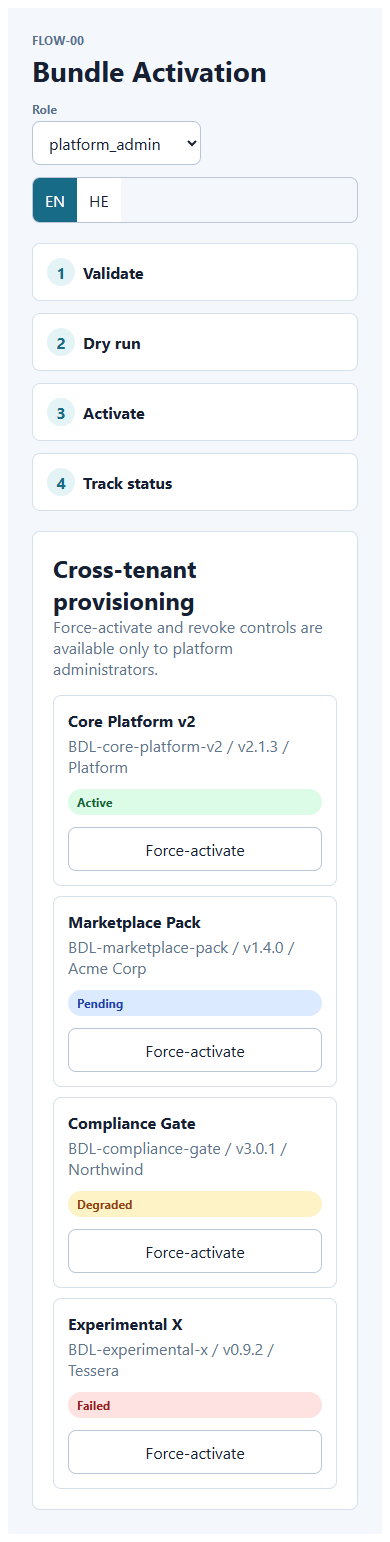 FLOW-00
Bundle Activation
Role
platform_admin
EN HE
1 Validate
2 Dry run
3 Activate
4 Track status
Cross-tenant
provisioning
Force-activate and revoke controls are
available only to platform
administrators.
Core Platform v2
BDL-core-platform-v2 / v2.1.3 /
Platform
Active
Force-activate
Marketplace Pack
BDL-marketplace-pack / v1.4.0 /
Acme Corp
Pending
Force-activate
Compliance Gate
BDL-compliance-gate / v3.0.1 /
Northwind
Degraded
Force-activate
Experimental X
BDL-experimental-x / v0.9.2 /
Tessera
Failed
Force-activate